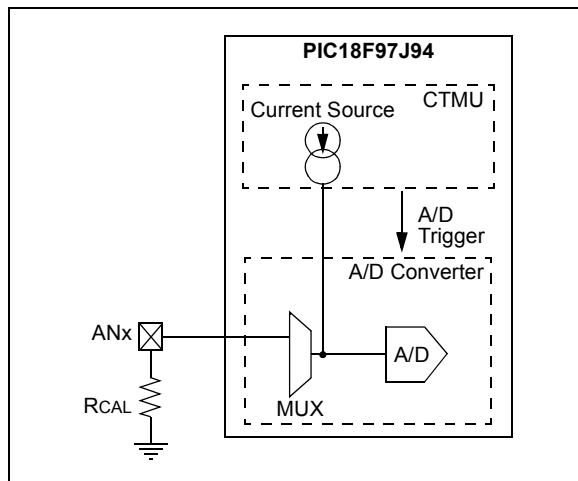 PIC18F97J94
CTMU
Current Source
A/D
Trigger
A/D Converter
ANx
A/D
RCAL
MUX